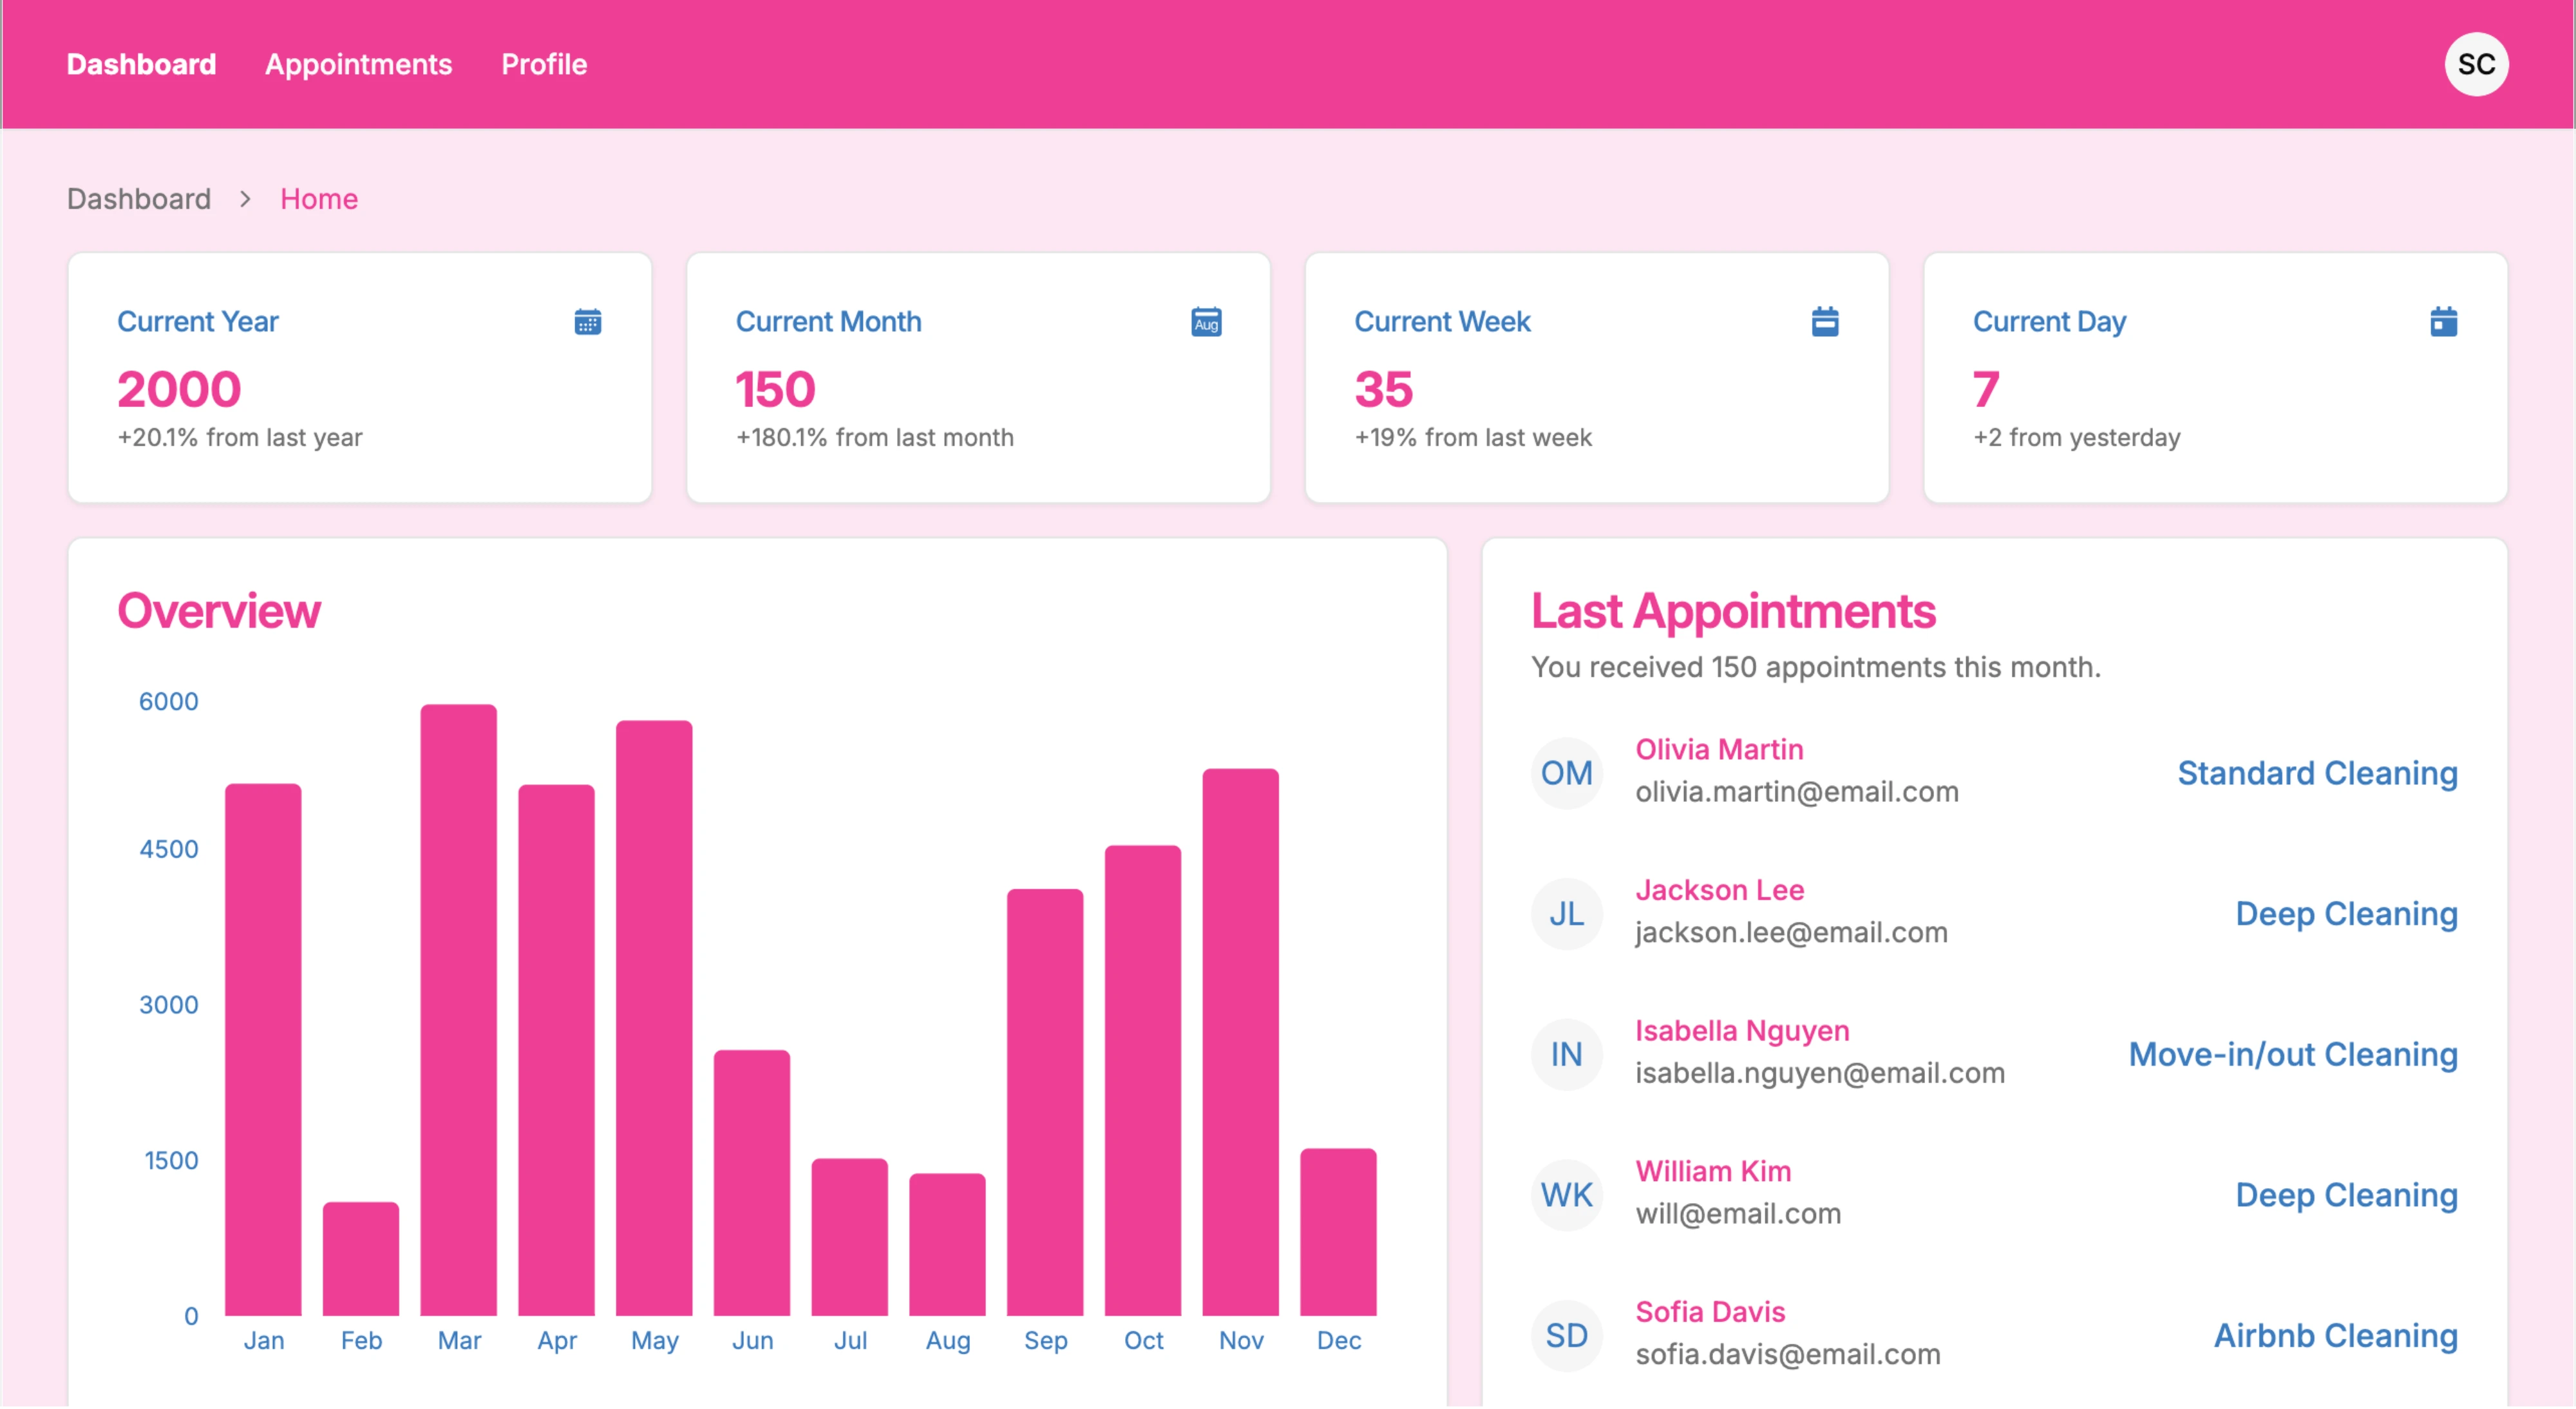 Dashboard Appointments Profile SC
Dashboard > Home
Current Year
2000
+20.1% from last year
Current Month
Aug
150
+180.1% from last month
Current Week
35
+19% from last week
Current Day
7
+2 from yesterday
Overview
6000
4500
3000
1500
0
Jan Feb Mar Apr May Jun Jul Aug Sep Oct Nov Dec
Last Appointments
You received 150 appointments this month.
OM
Olivia Martin
olivia.martin@email.com
Standard Cleaning
JL
Jackson Lee
jackson.lee@email.com
Deep Cleaning
IN
Isabella Nguyen
isabella.nguyen@email.com
Move-in/out Cleaning
WK
William Kim
will@email.com
Deep Cleaning
SD
Sofia Davis
sofia.davis@email.com
Airbnb Cleaning